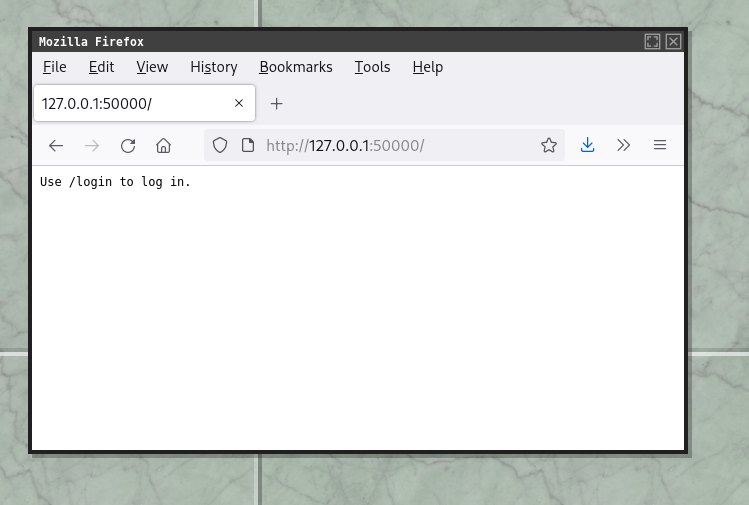 Mozilla Firefox
File Edit View History Bookmarks Tools Help
127.0.0.1:50000/
http://127.0.0.1:50000/
Use /login to log in.